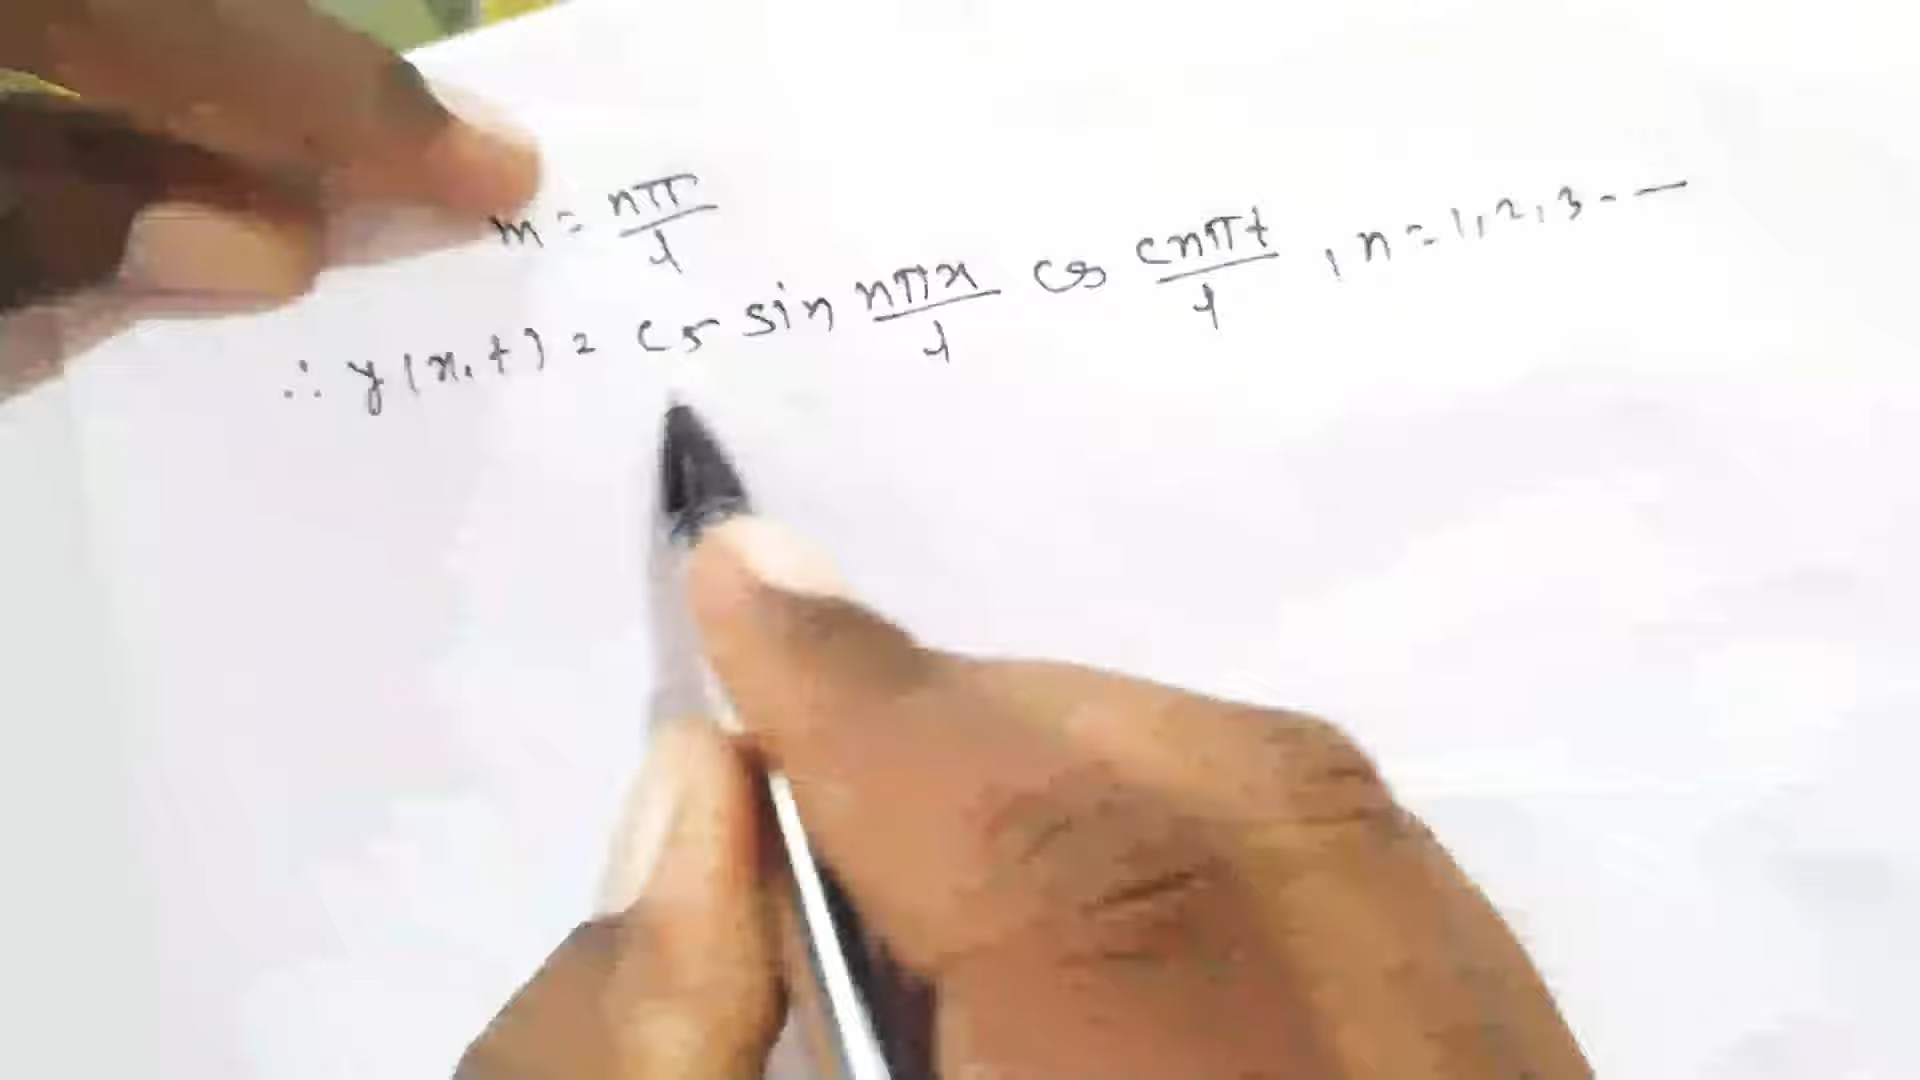 m = nπ/l
∴ y(x,t) = c5 sin nπx/l cos cnπt/l , n = 1, 2, 3 - —